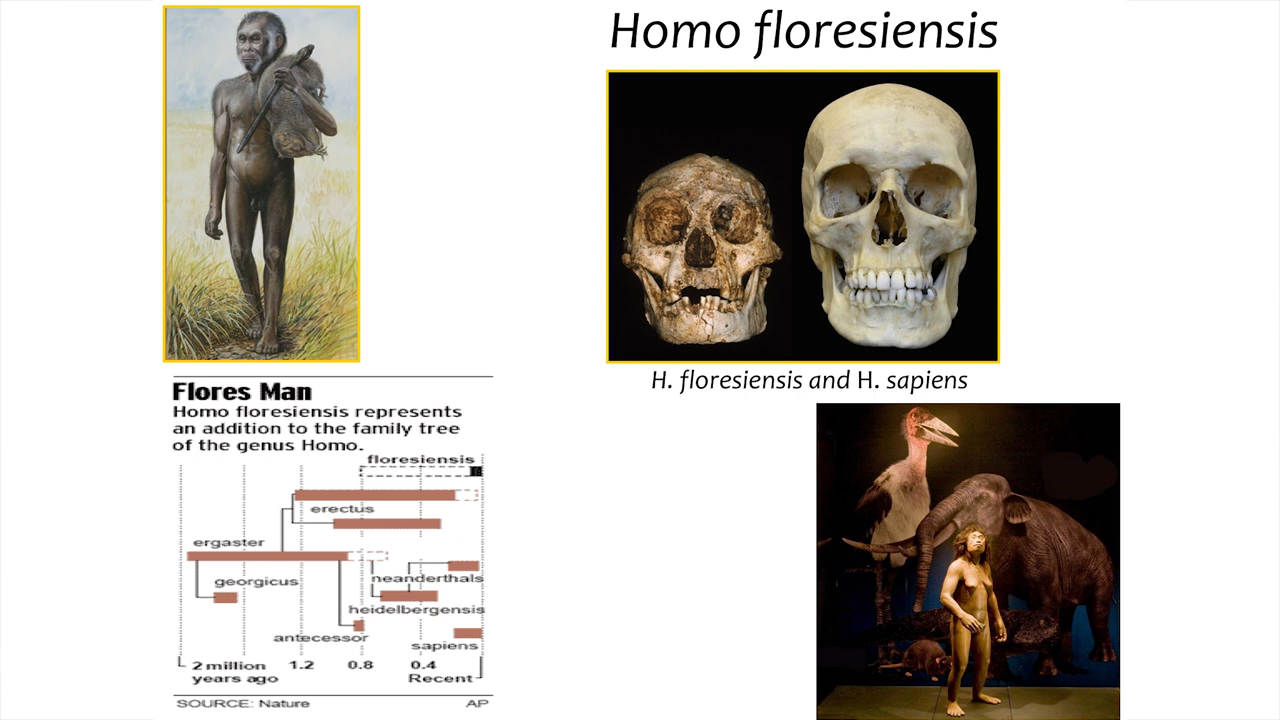 Homo floresiensis
H. floresiensis and H. sapiens
Flores Man
Homo floresiensis represents
an addition to the family tree
of the genus Homo.
floresiensis
erectus
ergaster
neanderthals
georgicus
heidelbergensis
antecessor
sapiens
2 million 1.2 0.8 0.4
years ago Recent
SOURCE: Nature AP